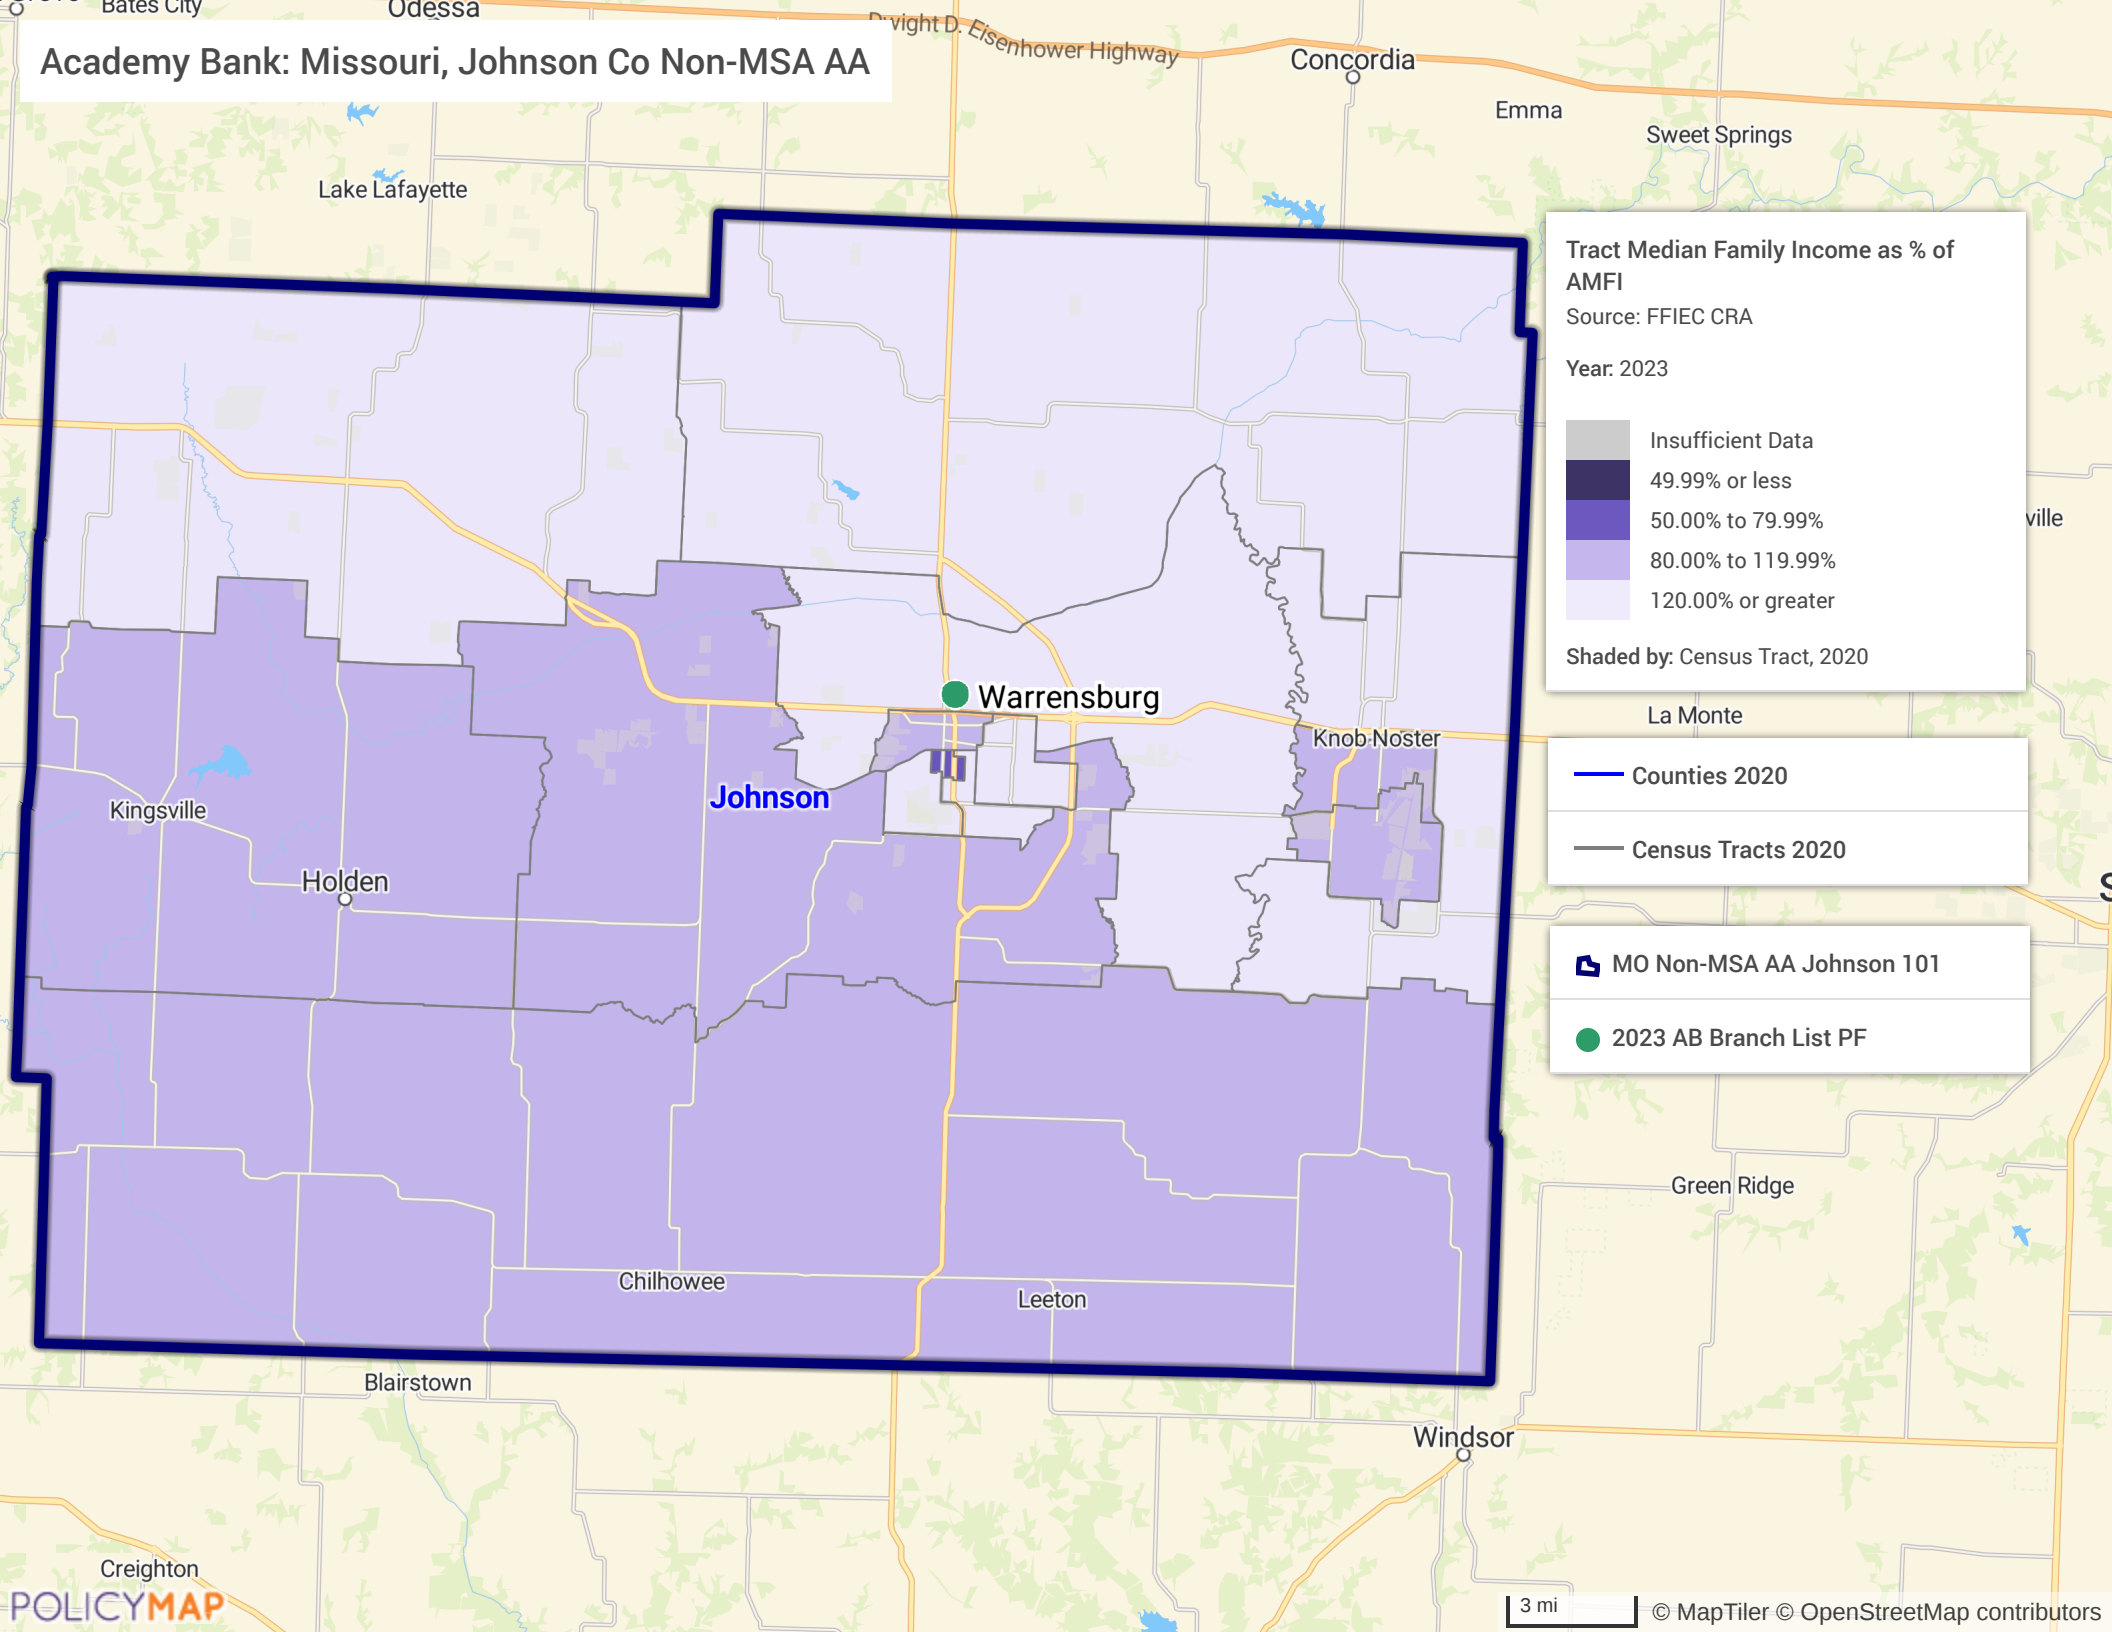 Bates City
Odessa
Dwight D. Eisenhower Highway
Academy Bank: Missouri, Johnson Co Non-MSA AA
Concordia
Emma
Sweet Springs
Lake Lafayette
Tract Median Family Income as % of
AMFI
Source: FFIEC CRA
Year: 2023
Insufficient Data
49.99% or less
50.00% to 79.99%
80.00% to 119.99%
120.00% or greater
Shaded by: Census Tract, 2020
ville
Warrensburg
La Monte
Knob Noster
Counties 2020
Johnson
Kingsville
Census Tracts 2020
Holden
S
MO Non-MSA AA Johnson 101
2023 AB Branch List PF
Green Ridge
Chilhowee
Leeton
Blairstown
Windsor
Creighton
POLICYMAP
3 mi
© MapTiler © OpenStreetMap contributors